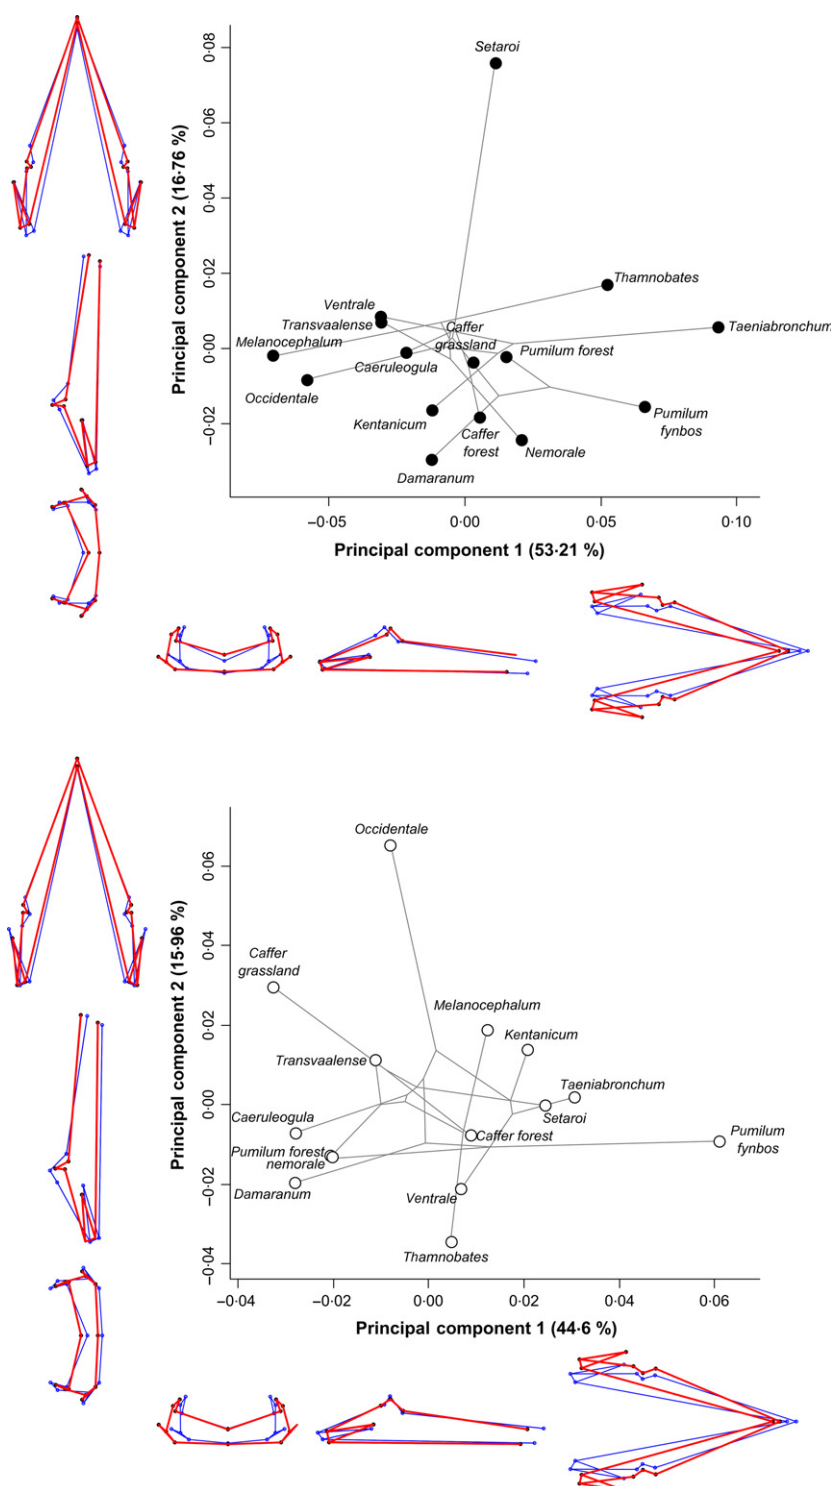 Setaroi
Thamnobates
Ventrale
Transvaalense
Caffer
grassland
Taeniabronchum
Melanocephalum
Pumilum forest
Caeruleogula
Occidentale
Kentanicum
Pumilum
fynbos
Caffer
forest
Nemorale
Damaranum
Principal component 2 (16·76 %)
0·08
0·06
0·04
0·02
0·00
−0·02
−0·05
0·00
0·05
0·10
Principal component 1 (53·21 %)
Occidentale
Caffer
grassland
Melanocephalum
Kentanicum
Transvaalense
Taeniabronchum
Setaroi
Caeruleogula
Caffer forest
Pumilum
fynbos
Pumilum forest
nemorale
Damaranum
Ventrale
Thamnobates
Principal component 2 (15·96 %)
0·06
0·04
0·02
0·00
−0·02
−0·04
−0·04
−0·02
0·00
0·02
0·04
0·06
Principal component 1 (44·6 %)